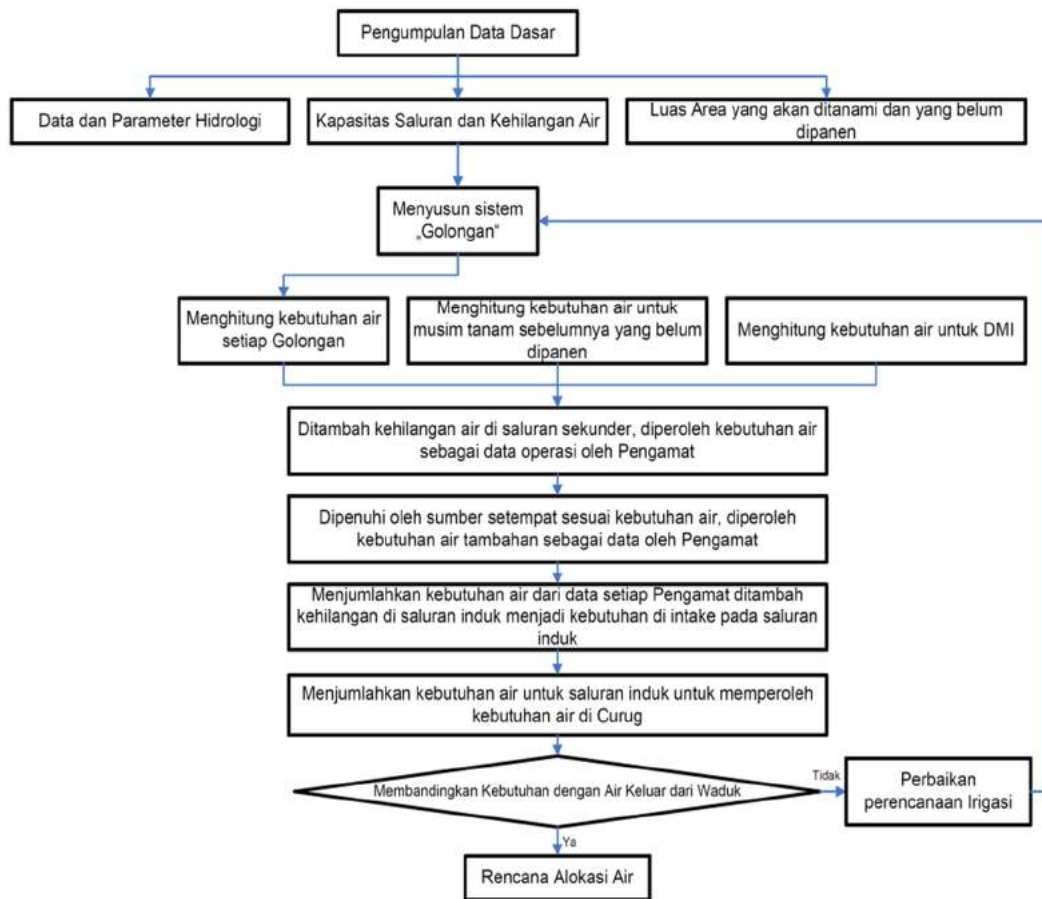 Pengumpulan Data Dasar
Data dan Parameter Hidrologi
Kapasitas Saluran dan Kehilangan Air
Luas Area yang akan ditanami dan yang belum
dipanen
Menyusun sistem
„Golongan“
Menghitung kebutuhan air
setiap Golongan
Menghitung kebutuhan air untuk
musim tanam sebelumnya yang belum
dipanen
Menghitung kebutuhan air untuk DMI
Ditambah kehilangan air di saluran sekunder, diperoleh kebutuhan air
sebagai data operasi oleh Pengamat
Dipenuhi oleh sumber setempat sesuai kebutuhan air, diperoleh
kebutuhan air tambahan sebagai data oleh Pengamat
Menjumlahkan kebutuhan air dari data setiap Pengamat ditambah
kehilangan di saluran induk menjadi kebutuhan di intake pada saluran
induk
Menjumlahkan kebutuhan air untuk saluran induk untuk memperoleh
kebutuhan air di Curug
Membandingkan Kebutuhan dengan Air Keluar dari Waduk
Tidak
Perbaikan
perencanaan Irigasi
Ya
Rencana Alokasi Air